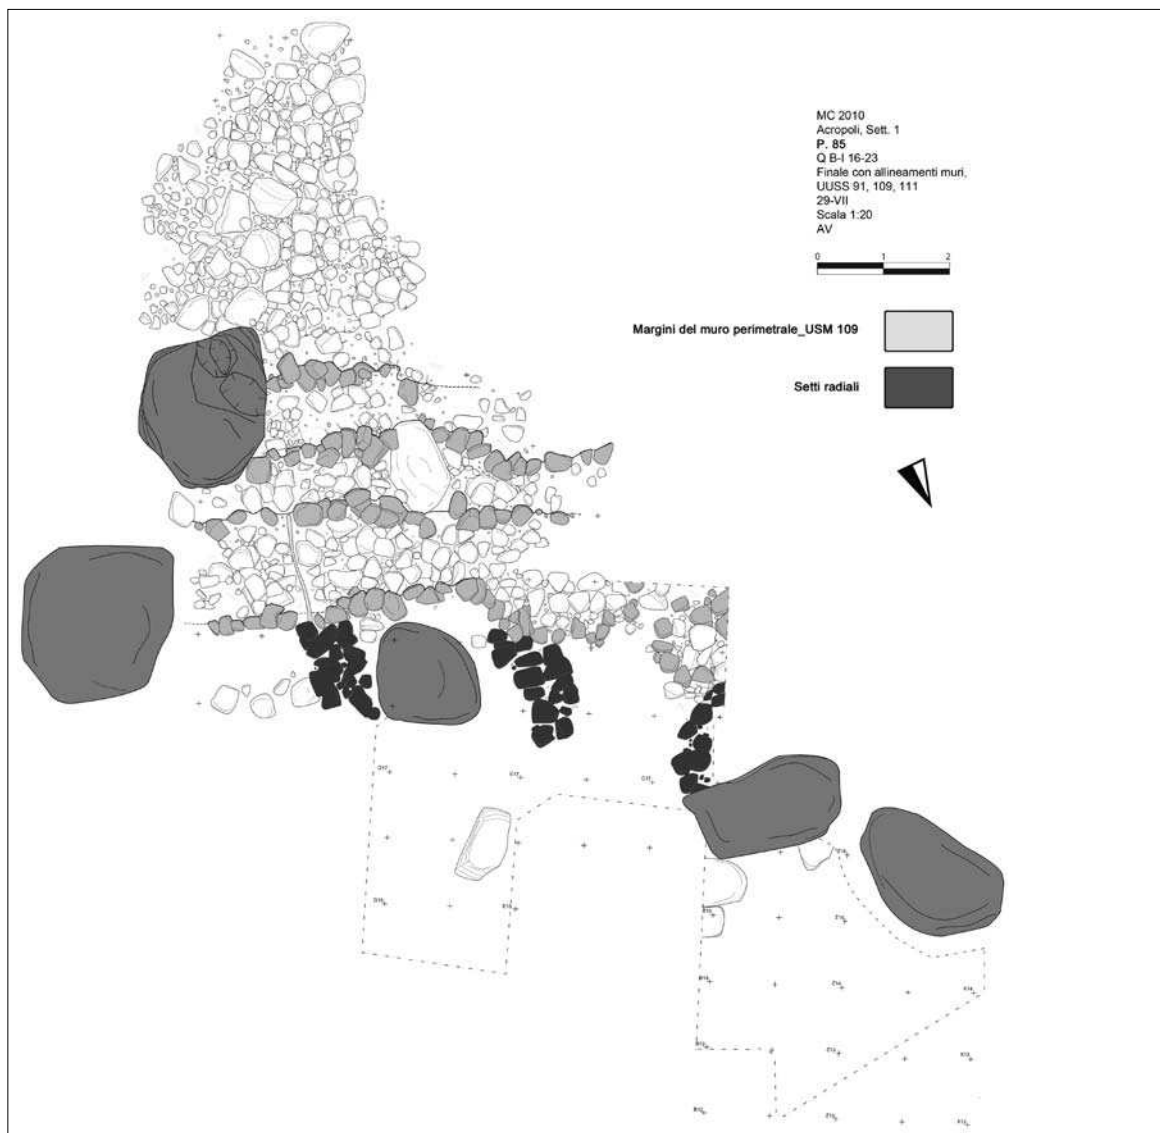 MC 2010
Acropoli, Sett. 1
P. 85
Q B-I 16-23
Finale con allineamenti muri,
UUSS 91, 109, 111
29-VII
Scala 1:20
AV
0 1 2
Margini del muro perimetrale_USM 109
Setti radiali